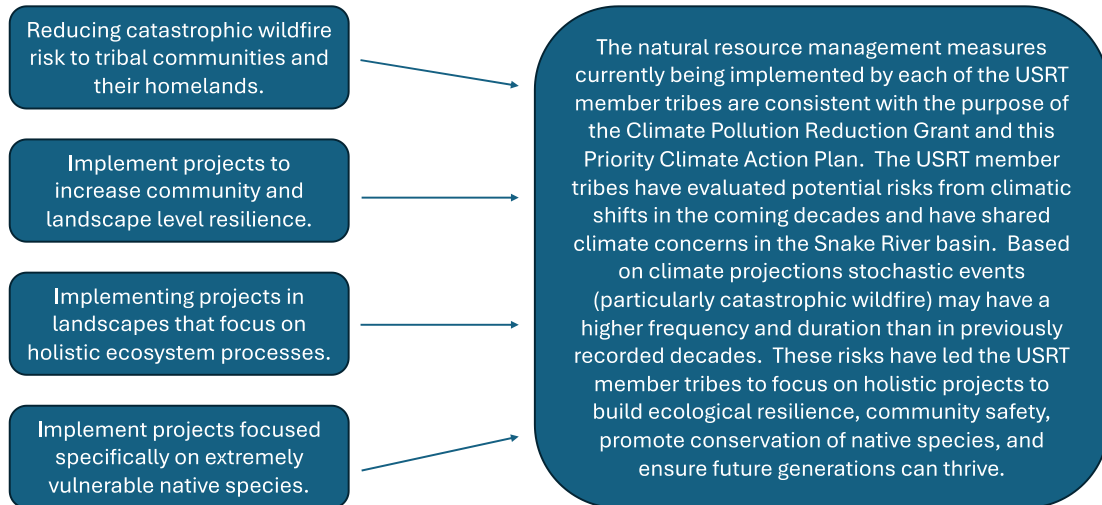 Reducing catastrophic wildfire
risk to tribal communities and
their homelands.
Implement projects to
increase community and
landscape level resilience.
Implementing projects in
landscapes that focus on
holistic ecosystem processes.
Implement projects focused
specifically on extremely
vulnerable native species.
The natural resource management measures
currently being implemented by each of the USRT
member tribes are consistent with the purpose of
the Climate Pollution Reduction Grant and this
Priority Climate Action Plan.  The USRT member
tribes have evaluated potential risks from climatic
shifts in the coming decades and have shared
climate concerns in the Snake River basin.  Based
on climate projections stochastic events
(particularly catastrophic wildfire) may have a
higher frequency and duration than in previously
recorded decades.  These risks have led the USRT
member tribes to focus on holistic projects to
build ecological resilience, community safety,
promote conservation of native species, and
ensure future generations can thrive.